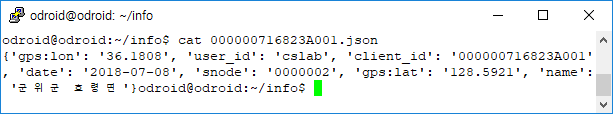 odroid@odroid: ~/info
odroid@odroid:~/info$ cat 000000716823A001.json
{'gps:lon': '36.1808', 'user_id': 'cslab', 'client_id': '000000716823A001'
, 'date': '2018-07-08', 'snode': '0000002', 'gps:lat': '128.5921', 'name':
 '군위군 효령면'}odroid@odroid:~/info$